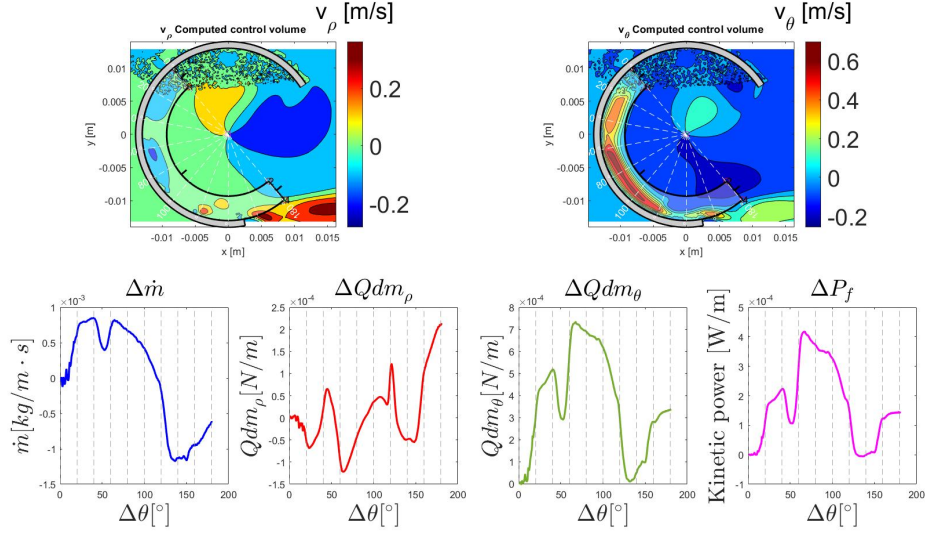 v_ρ [m/s]
v_θ [m/s]
v_ρ Computed control volume
v_θ Computed control volume
0.01
0.005
0
-0.005
-0.01
y [m]
-0.01 -0.005 0 0.005 0.01 0.015
x [m]
80
100
0.2
0
-0.2
0.01
0.005
0
-0.005
-0.01
y [m]
-0.01 -0.005 0 0.005 0.01 0.015
x [m]
80
100
0.6
0.4
0.2
0
-0.2
Δṁ
ΔQdm_ρ
ΔQdm_θ
ΔP_f
×10⁻³
1
0.5
0
-0.5
-1
-1.5
0 50 100 150 200
ṁ[kg/m · s]
Δθ[°]
×10⁻⁴
2.5
2
1.5
1
0.5
0
-0.5
-1
-1.5
0 50 100 150 200
Qdm_ρ[N/m]
Δθ[°]
×10⁻⁴
8
7
6
5
4
3
2
1
0
0 50 100 150 200
Qdm_θ[N/m]
Δθ[°]
×10⁻⁴
5
4
3
2
1
0
-1
0 50 100 150 200
Kinetic power [W/m]
Δθ[°]